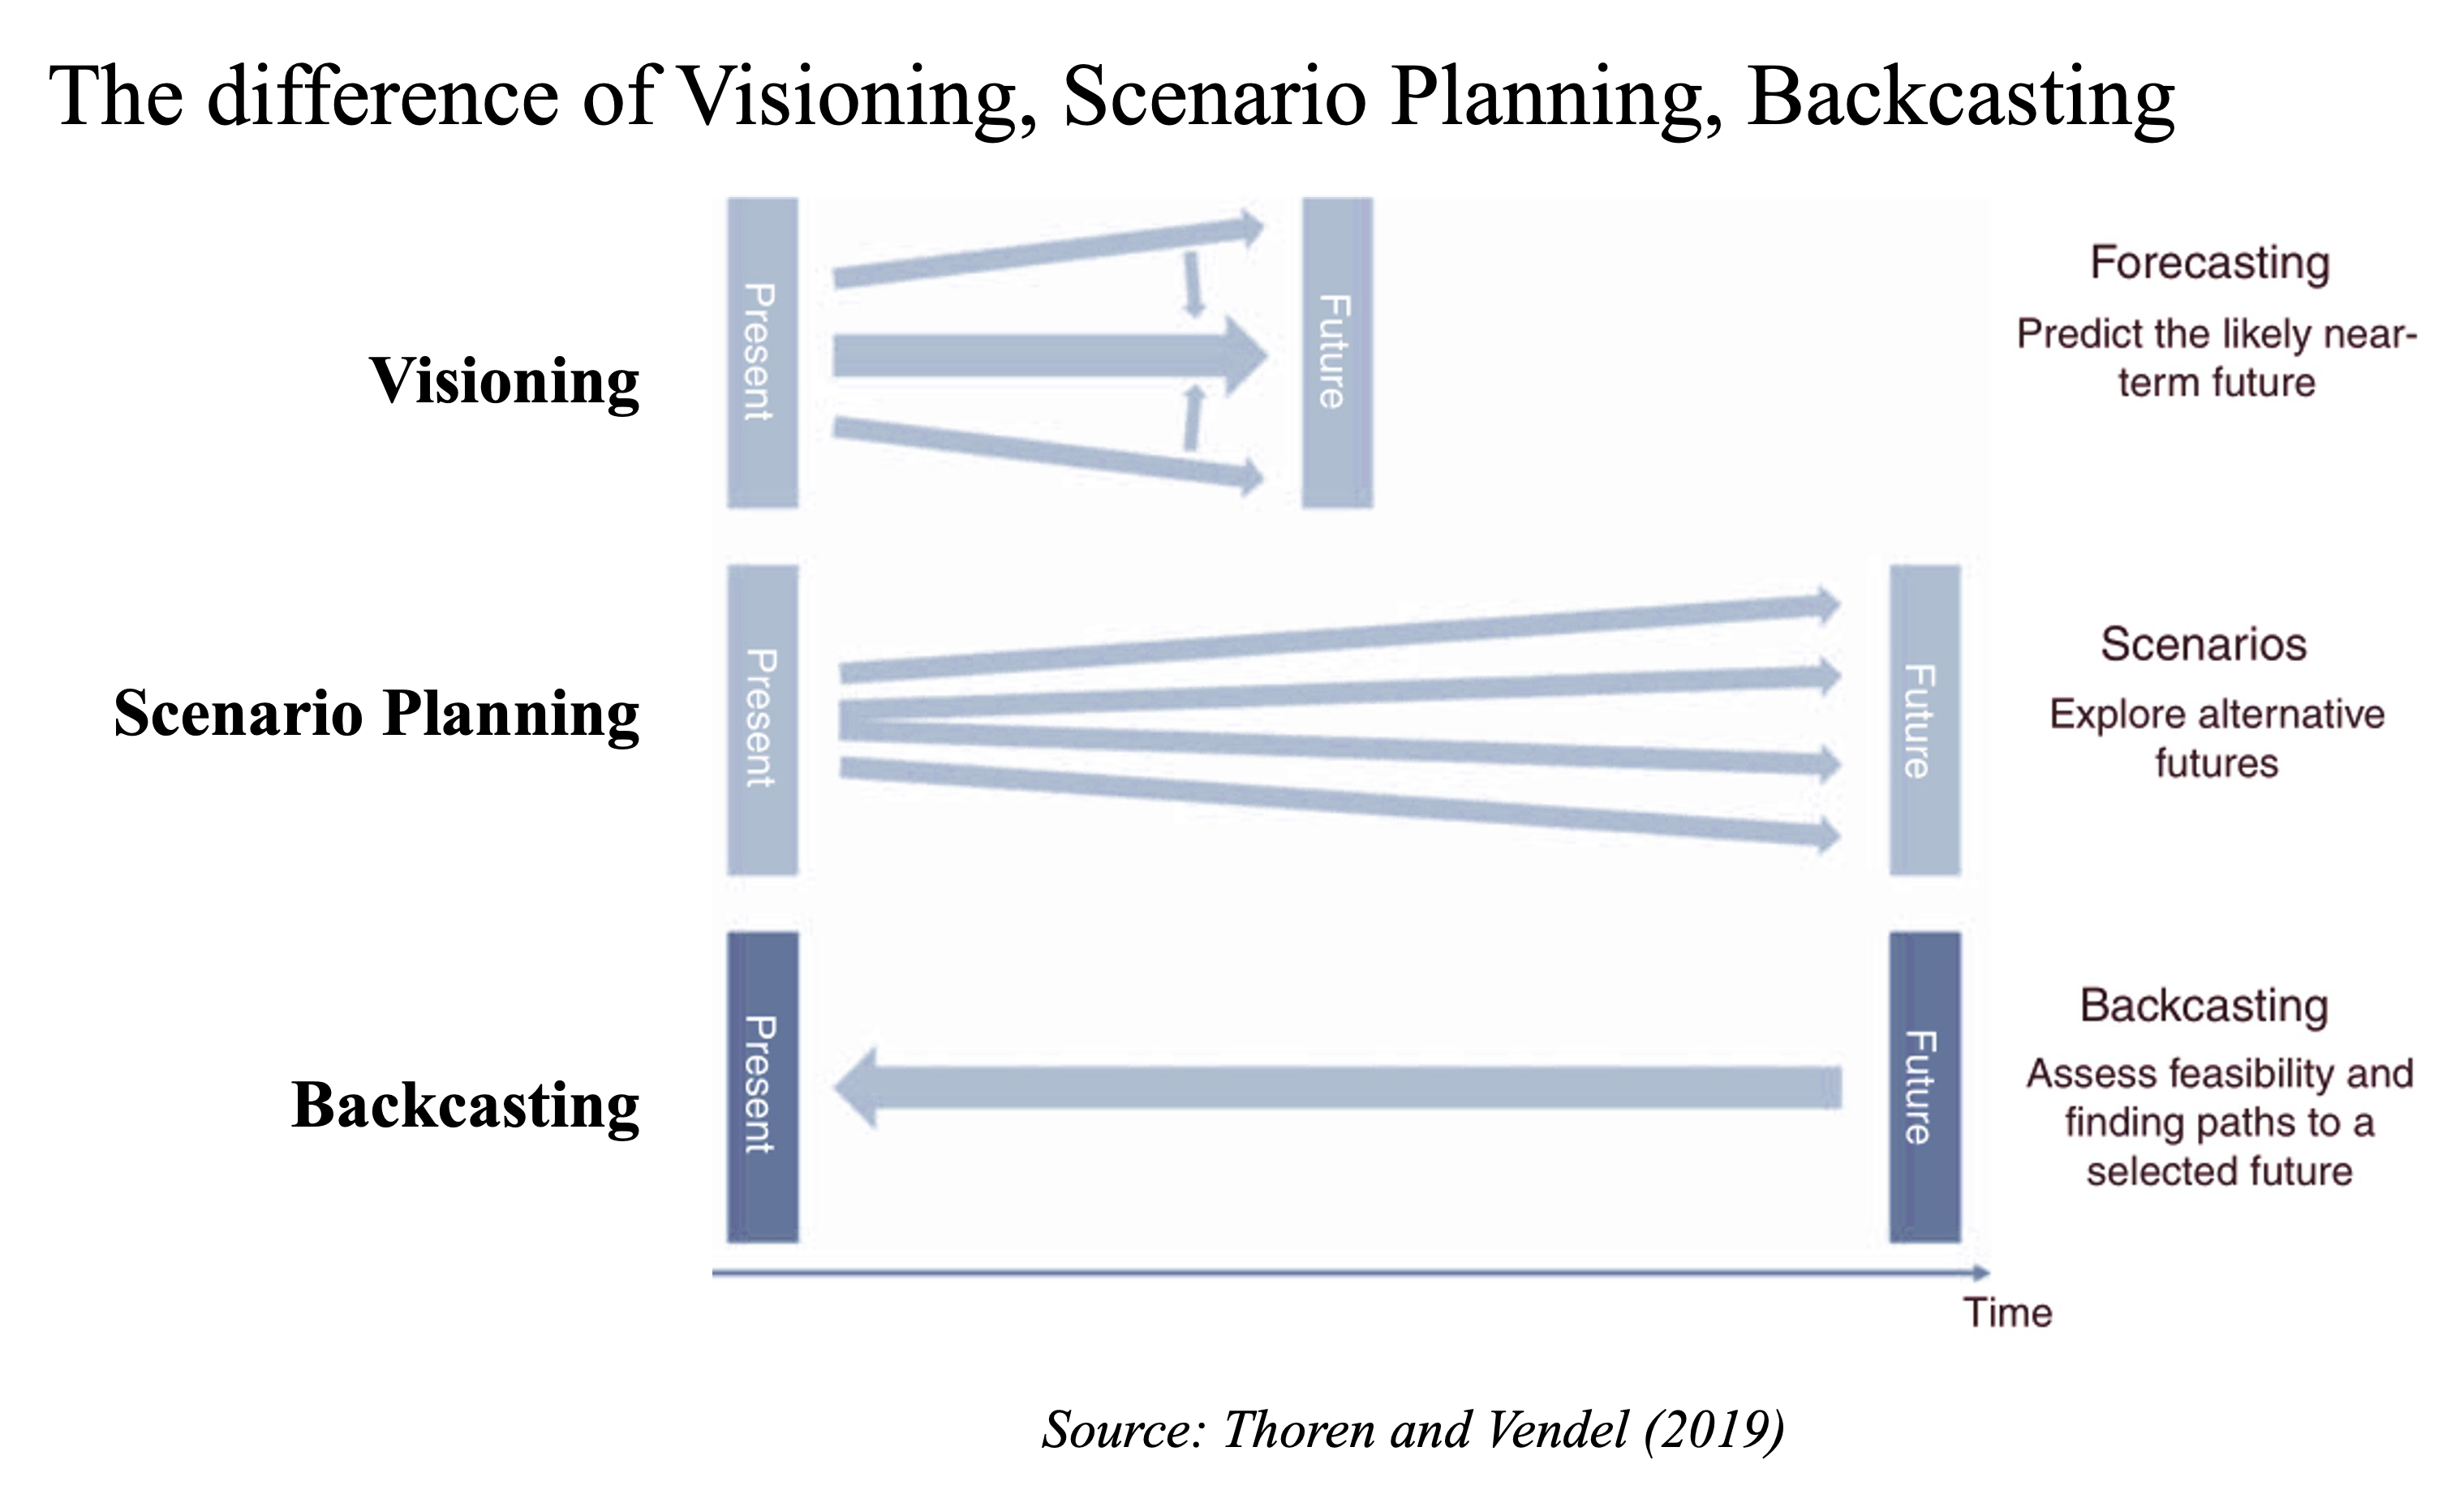 The difference of Visioning, Scenario Planning, Backcasting
Visioning
Present
Future
Forecasting
Predict the likely near-
term future
Scenario Planning
Present
Future
Scenarios
Explore alternative
futures
Backcasting
Present
Future
Backcasting
Assess feasibility and
finding paths to a
selected future
Time
Source: Thoren and Vendel (2019)